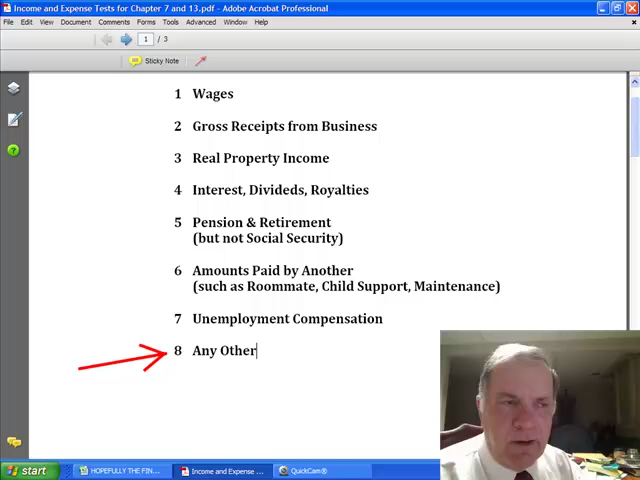 Income and Expense Tests for Chapter 7 and 13.pdf - Adobe Acrobat Professional
File Edit View Document Comments Forms Tools Advanced Window Help
1 / 3
Sticky Note
1 Wages
2 Gross Receipts from Business
3 Real Property Income
4 Interest, Divideds, Royalties
5 Pension & Retirement
(but not Social Security)
6 Amounts Paid by Another
(such as Roommate, Child Support, Maintenance)
7 Unemployment Compensation
8 Any Other
start
HOPEFULLY THE FIN...
Income and Expense ...
QuickCam®